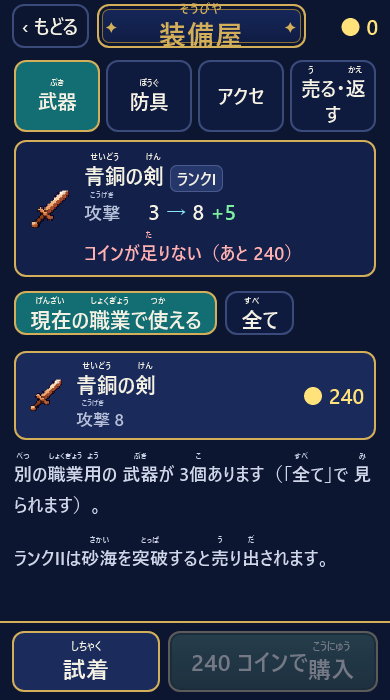 ‹ もどる
そうびや
装備屋
0
ぶき
武器
ぼうぐ
防具
アクセ
う かえ
売る・返
す
せいどう けん
青銅の剣 ランクI
こうげき
攻撃 3 → 8 +5
た
コインが足りない（あと 240）
げんざい しょくぎょう つか
現在の職業で使える
すべ
全て
せいどう けん
青銅の剣
こうげき
攻撃 8
240
べつ しょくぎょう よう ぶき こ すべ み
別の職業用の 武器が 3個あります（「全て」で 見
られます）。
さかい とっぱ う だ
ランクIIは砂海を突破すると売り出されます。
しちゃく
試着
こうにゅう
240 コインで購入